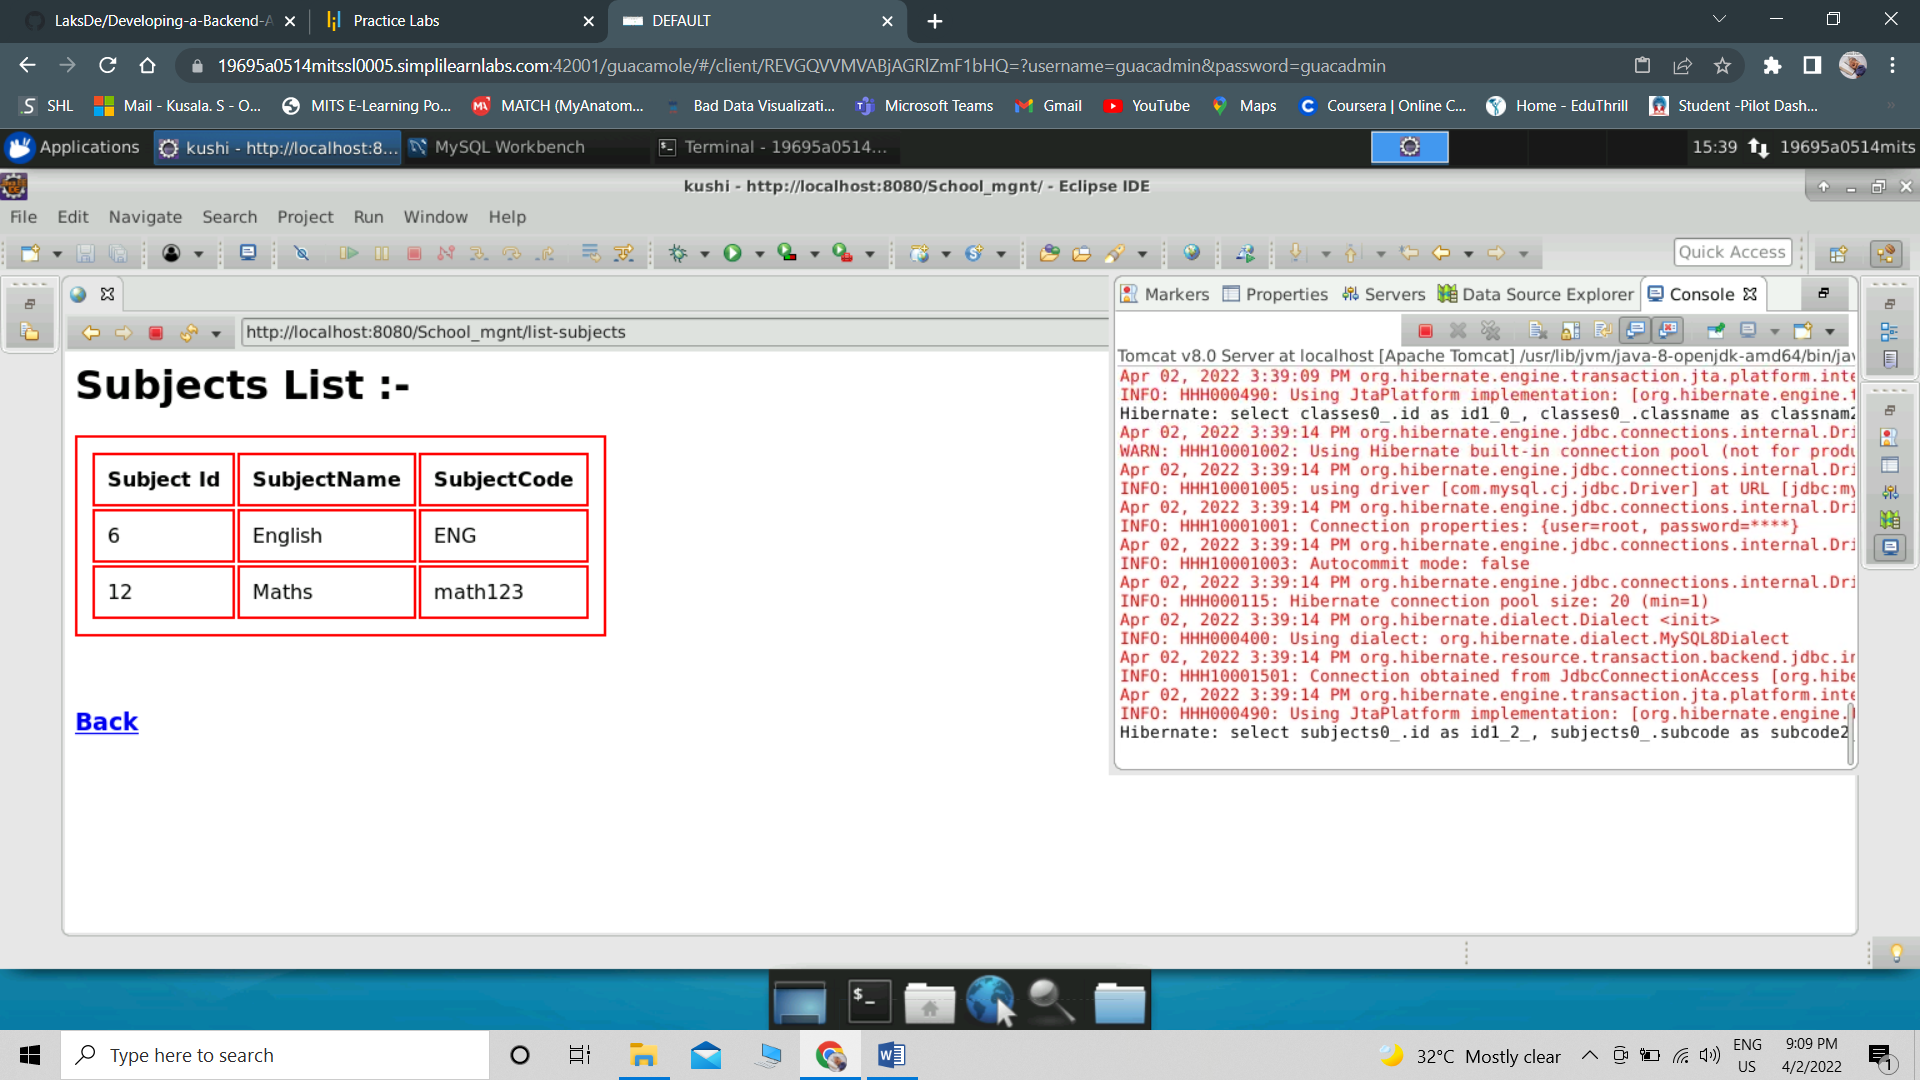 LaksDe/Developing-a-Backend-A
Practice Labs
DEFAULT
19695a0514mitssl0005.simplilearnlabs.com:42001/guacamole/#/client/REVGQVVMVABjAGRlZmF1bHQ=?username=guacadmin&password=guacadmin
SHL
Mail - Kusala. S - O...
MITS E-Learning Po...
MATCH (MyAnatom...
Bad Data Visualizati...
Microsoft Teams
Gmail
YouTube
Maps
Coursera | Online C...
Home - EduThrill
Student -Pilot Dash...
Applications
kushi - http://localhost:8...
MySQL Workbench
Terminal - 19695a0514...
15:39
19695a0514mits
kushi - http://localhost:8080/School_mgnt/ - Eclipse IDE
File Edit Navigate Search Project Run Window Help
Quick Access
Markers
Properties
Servers
Data Source Explorer
Console
http://localhost:8080/School_mgnt/list-subjects
Subjects List :-
Subject Id SubjectName SubjectCode
6 English ENG
12 Maths math123
Back
Tomcat v8.0 Server at localhost [Apache Tomcat] /usr/lib/jvm/java-8-openjdk-amd64/bin/jav
Apr 02, 2022 3:39:09 PM org.hibernate.engine.transaction.jta.platform.inte
INFO: HHH000490: Using JtaPlatform implementation: [org.hibernate.engine.t
Hibernate: select classes0_.id as id1_0_, classes0_.classname as classnam2
Apr 02, 2022 3:39:14 PM org.hibernate.engine.jdbc.connections.internal.Dri
WARN: HHH10001002: Using Hibernate built-in connection pool (not for produ
Apr 02, 2022 3:39:14 PM org.hibernate.engine.jdbc.connections.internal.Dri
INFO: HHH10001005: using driver [com.mysql.cj.jdbc.Driver] at URL [jdbc:my
Apr 02, 2022 3:39:14 PM org.hibernate.engine.jdbc.connections.internal.Dri
INFO: HHH10001001: Connection properties: {user=root, password=****}
Apr 02, 2022 3:39:14 PM org.hibernate.engine.jdbc.connections.internal.Dri
INFO: HHH10001003: Autocommit mode: false
Apr 02, 2022 3:39:14 PM org.hibernate.engine.jdbc.connections.internal.Dri
INFO: HHH000115: Hibernate connection pool size: 20 (min=1)
Apr 02, 2022 3:39:14 PM org.hibernate.dialect.Dialect <init>
INFO: HHH000400: Using dialect: org.hibernate.dialect.MySQL8Dialect
Apr 02, 2022 3:39:14 PM org.hibernate.resource.transaction.backend.jdbc.in
INFO: HHH10001501: Connection obtained from JdbcConnectionAccess [org.hibe
Apr 02, 2022 3:39:14 PM org.hibernate.engine.transaction.jta.platform.inte
INFO: HHH000490: Using JtaPlatform implementation: [org.hibernate.engine.
Hibernate: select subjects0_.id as id1_2_, subjects0_.subcode as subcode2
Type here to search
32°C Mostly clear
ENG
US
9:09 PM
4/2/2022
1